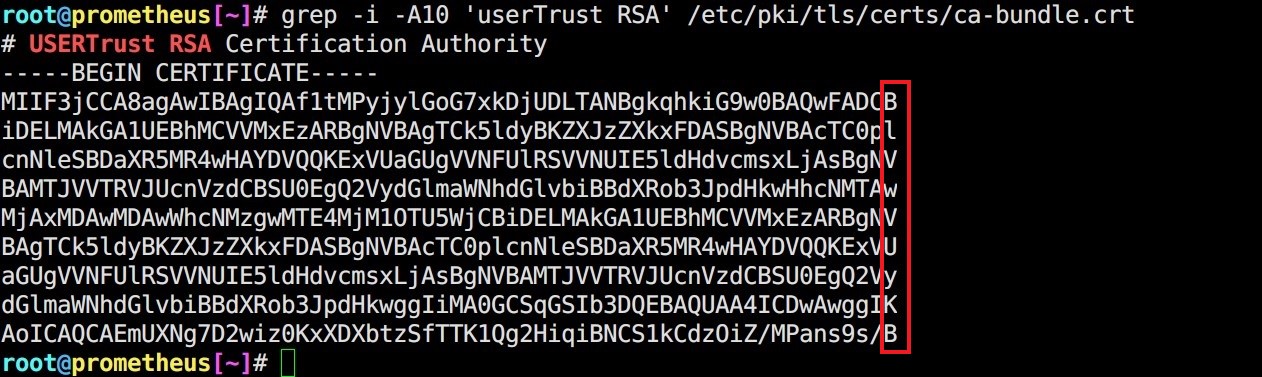 root@prometheus[~]# grep -i -A10 'userTrust RSA' /etc/pki/tls/certs/ca-bundle.crt
# USERTrust RSA Certification Authority
-----BEGIN CERTIFICATE-----
MIIF3jCCA8agAwIBAgIQAf1tMPyjylGoG7xkDjUDLTANBgkqhkiG9w0BAQwFADCB
iDELMAkGA1UEBhMCVVMxEzARBgNVBAgTCk5ldyBKZXJzZXkxFDASBgNVBAcTC0pl
cnNleSBDaXR5MR4wHAYDVQQKExVUaGUgVVNFUlRSVVNUIE5ldHdvcmsxLjAsBgNV
BAMTJVVTRVJUcnVzdCBSU0EgQ2VydGlmaWNhdGlvbiBBdXRob3JpdHkwHhcNMTAw
MjAxMDAwMDAwWhcNMzgwMTE4MjM1OTU5WjCBiDELMAkGA1UEBhMCVVMxEzARBgNV
BAgTCk5ldyBKZXJzZXkxFDASBgNVBAcTC0plcnNleSBDaXR5MR4wHAYDVQQKExVU
aGUgVVNFUlRSVVNUIE5ldHdvcmsxLjAsBgNVBAMTJVVTRVJUcnVzdCBSU0EgQ2Vy
dGlmaWNhdGlvbiBBdXRob3JpdHkwggIiMA0GCSqGSIb3DQEBAQUAA4ICDwAwggIK
AoICAQCAEmUXNg7D2wiz0KxXDXbtzSfTTK1Qg2HiqiBNCS1kCdzOiZ/MPans9s/B
root@prometheus[~]#